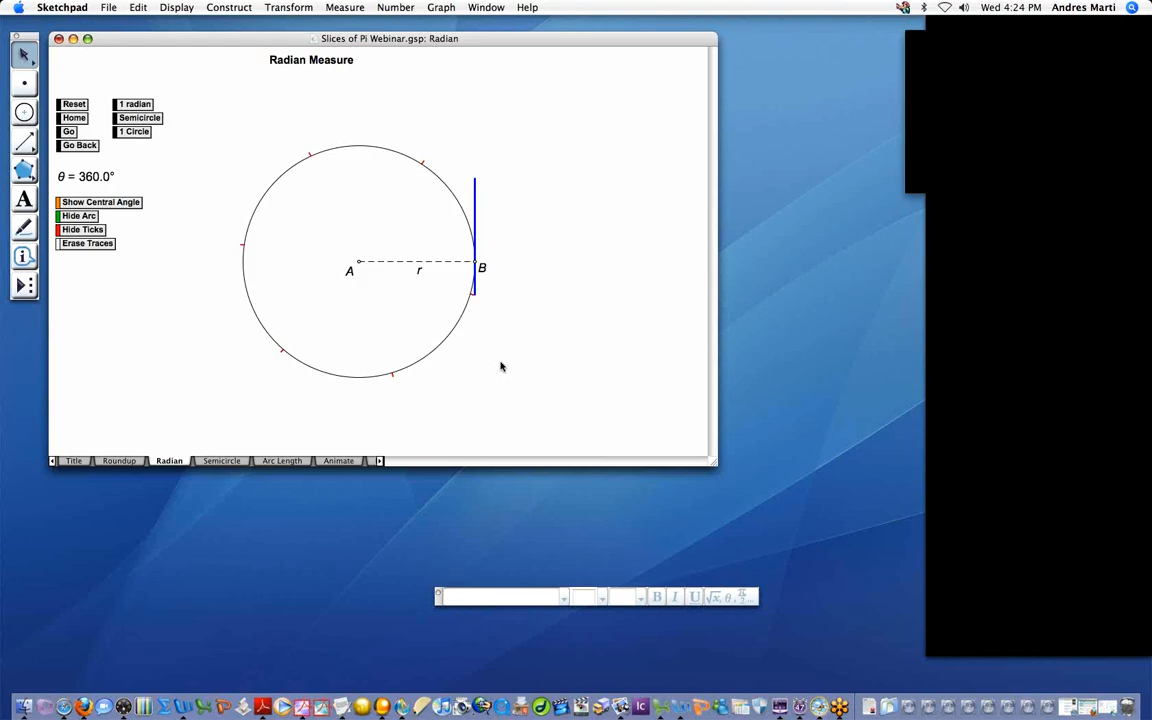 Sketchpad File Edit Display Construct Transform Measure Number Graph Window Help Wed 4:24 PM Andres Marti
Slices of Pi Webinar.gsp: Radian
Radian Measure
Reset 1 radian
Home Semicircle
Go 1 Circle
Go Back
θ = 360.0°
Show Central Angle
Hide Arc
Hide Ticks
Erase Traces
A r B
A
Title Roundup Radian Semicircle Arc Length Animate
B I U √x, θ, π/2...
IC